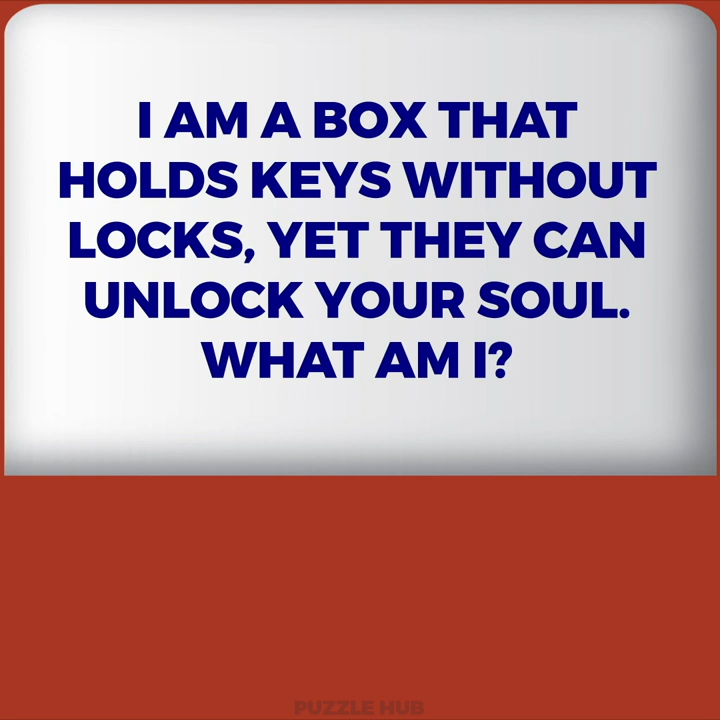 I AM A BOX THAT
HOLDS KEYS WITHOUT
LOCKS, YET THEY CAN
UNLOCK YOUR SOUL.
WHAT AM I?
PUZZLE HUB